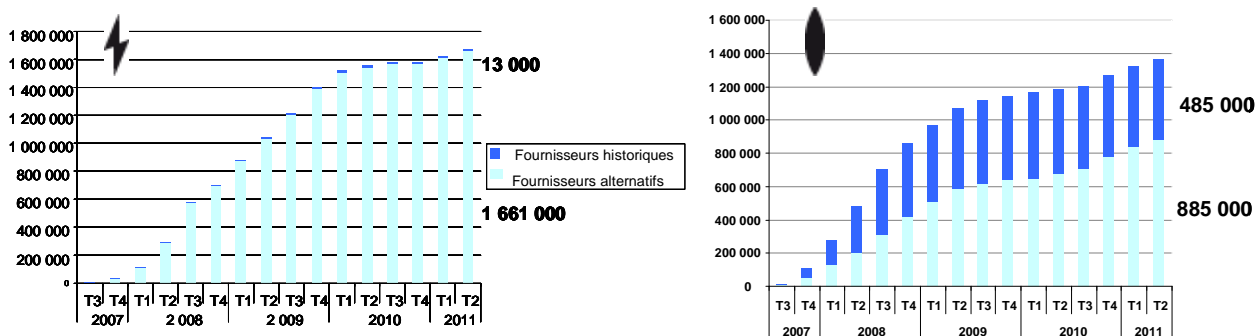 1 800 000
1 600 000
1 400 000
1 200 000
1 000 000
800 000
600 000
400 000
200 000
0
T3 T4 T1 T2 T3 T4 T1 T2 T3 T4 T1 T2 T3 T4 T1 T2
2007 2 008 2 009 2010 2011
13 000
1 661 000
Fournisseurs historiques
Fournisseurs alternatifs
1 600 000
1 400 000
1 200 000
1 000 000
800 000
600 000
400 000
200 000
0
T3 T4 T1 T2 T3 T4 T1 T2 T3 T4 T1 T2 T3 T4 T1 T2
2007 2008 2009 2010 2011
485 000
885 000